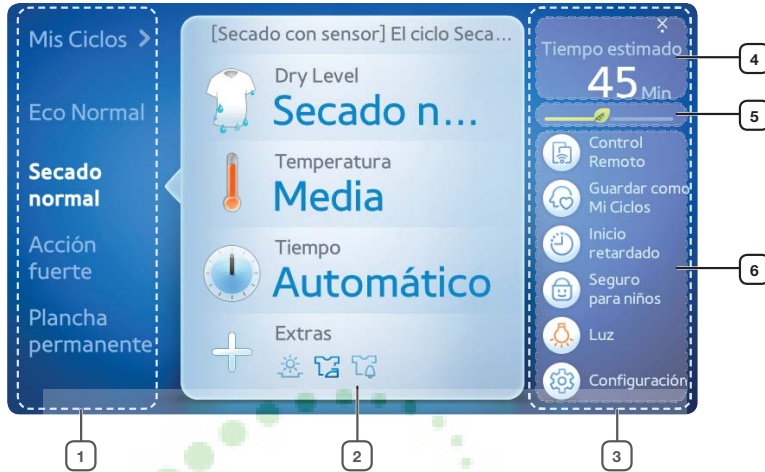 Mis Ciclos >
Eco Normal
Secado
normal
Acción
fuerte
Plancha
permanente
[Secado con sensor] El ciclo Seca...
Dry Level
Secado n...
Temperatura
Media
Tiempo
Automático
Extras
Tiempo estimado
45 Min
Control
Remoto
Guardar como
Mi Ciclos
Inicio
retardado
Seguro
para niños
Luz
Configuración
4
5
6
1
2
3